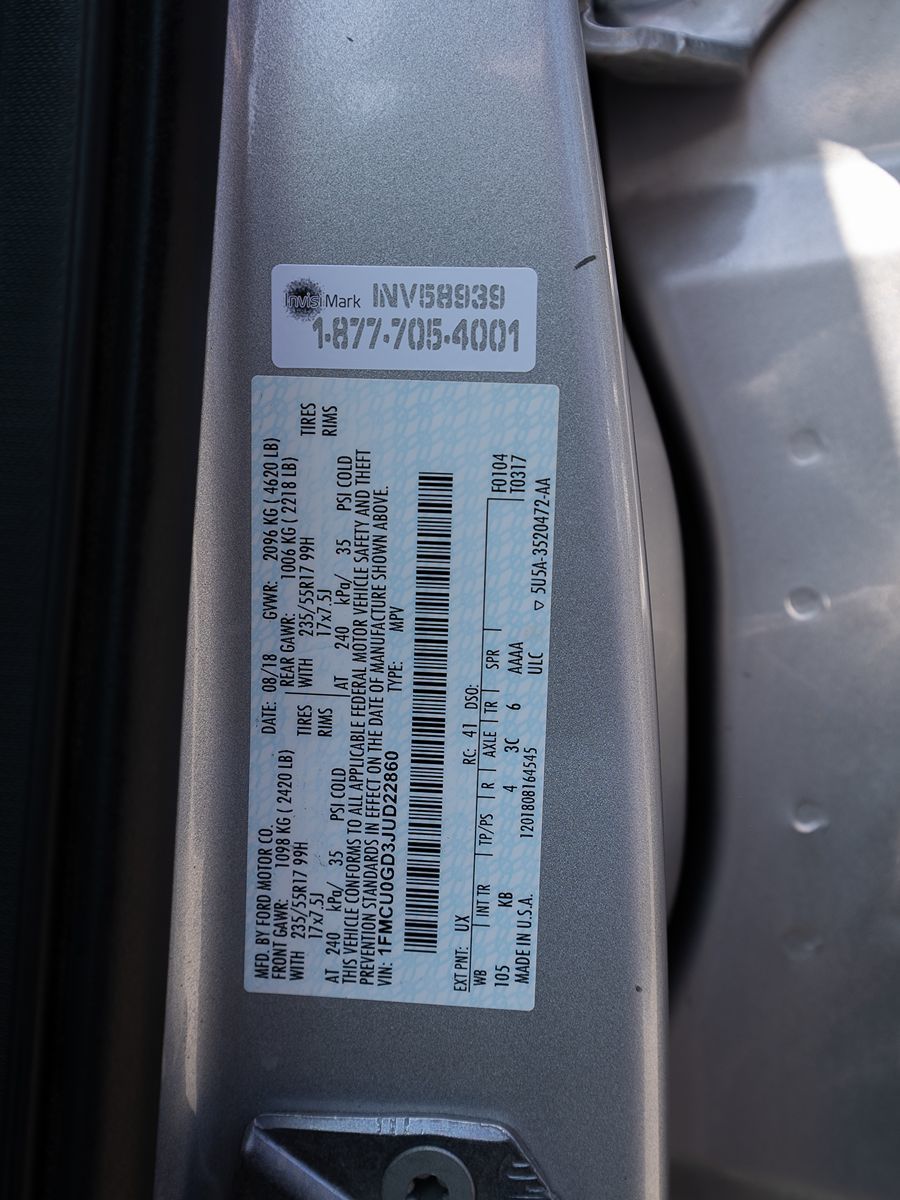 InvisiMark INV58939
1-877-705-4001
MFD. BY FORD MOTOR CO. DATE: 08/18 GVWR: 2096 KG ( 4620 LB)
FRONT GAWR: 1098 KG ( 2420 LB) REAR GAWR: 1006 KG ( 2218 LB)
WITH 235/55R17 99H TIRES WITH 235/55R17 99H TIRES
17x7.5J RIMS 17x7.5J RIMS
AT 240 kPa/ 35 PSI COLD AT 240 kPa/ 35 PSI COLD
THIS VEHICLE CONFORMS TO ALL APPLICABLE FEDERAL MOTOR VEHICLE SAFETY AND THEFT
PREVENTION STANDARDS IN EFFECT ON THE DATE OF MANUFACTURE SHOWN ABOVE.
VIN: 1FMCU0GD3JUD22860 TYPE: MPV
EXT PNT: UX RC: 41 DSO:
WB INT TR TP/PS R AXLE TR SPR F0104
105 KB 4 3C 6 AAAA T0317
MADE IN U.S.A. 1201808164545 ULC ▽ 5U5A-3520472-AA